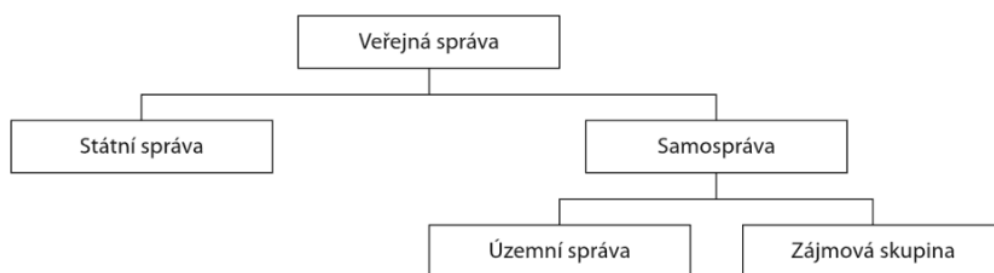 Veřejná správa
Státní správa
Samospráva
Územní správa
Zájmová skupina